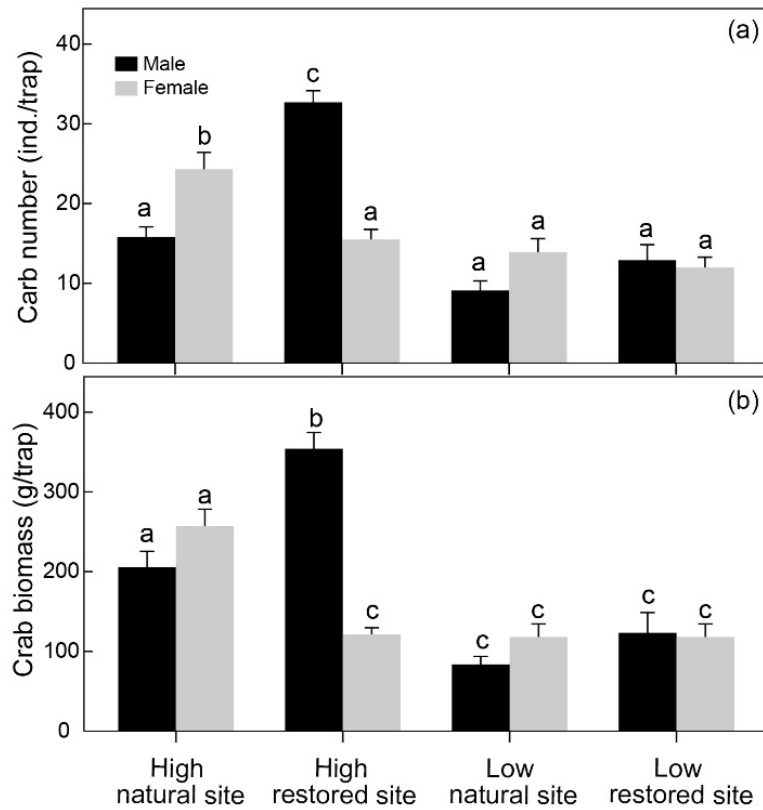 (a)
40
Male
Female
c
b
30
Carb number (ind./trap)
a
a
20
a
a
a
a
10
0
(b)
400
b
Crab biomass (g/trap)
300
a
a
200
c
c
c
c
c
100
0
High
natural site
High
restored site
Low
natural site
Low
restored site